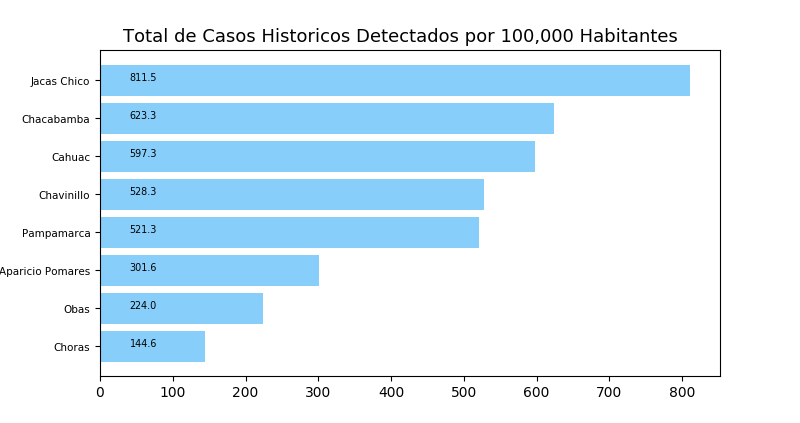 Total de Casos Historicos Detectados por 100,000 Habitantes
Jacas Chico 811.5
Chacabamba 623.3
Cahuac 597.3
Chavinillo 528.3
Pampamarca 521.3
Aparicio Pomares 301.6
Obas 224.0
Choras 144.6
0 100 200 300 400 500 600 700 800